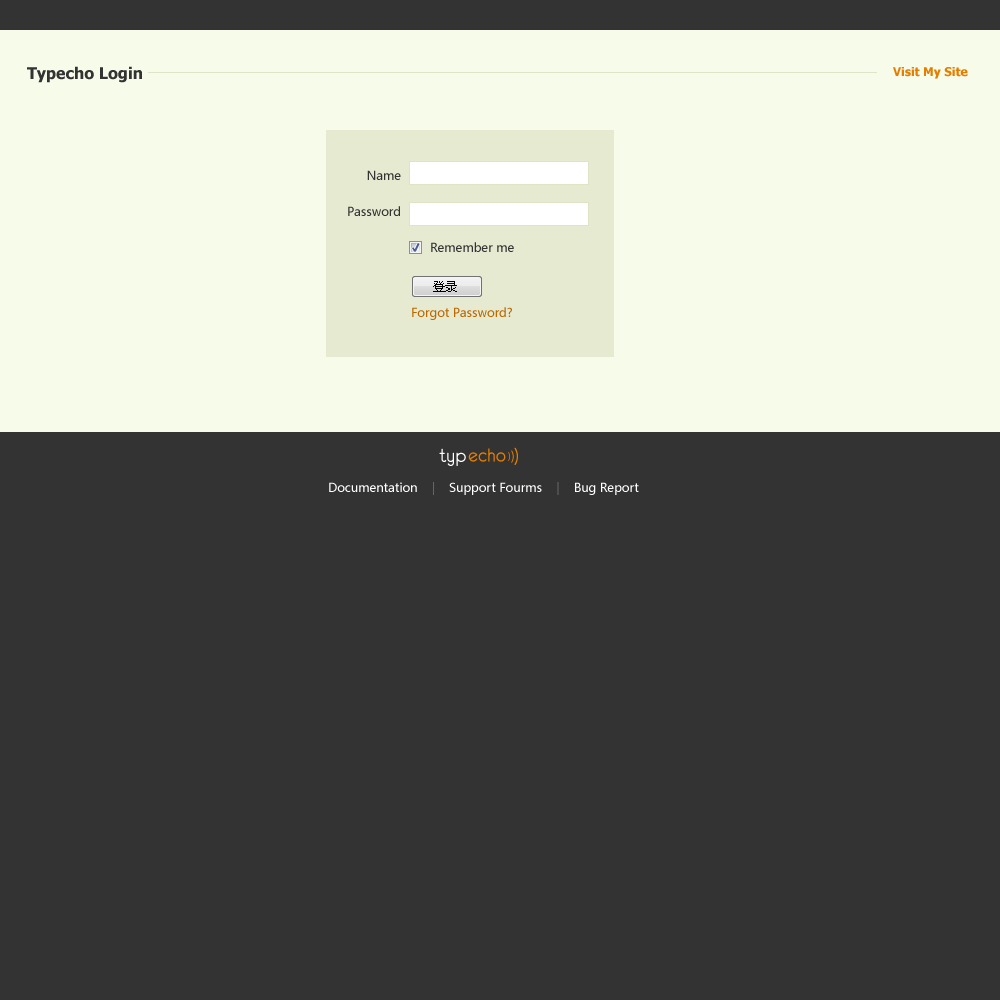 Typecho Login
Visit My Site
Name
Password
Remember me
登录
Forgot Password?
typecho
Documentation | Support Fourms | Bug Report